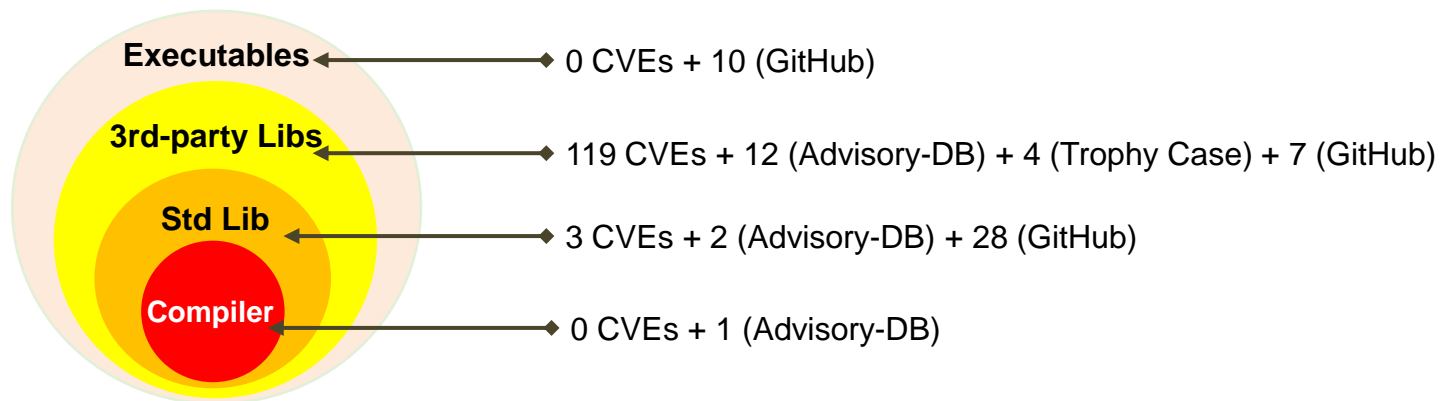 Executables
0 CVEs + 10 (GitHub)
3rd-party Libs
119 CVEs + 12 (Advisory-DB) + 4 (Trophy Case) + 7 (GitHub)
Std Lib
3 CVEs + 2 (Advisory-DB) + 28 (GitHub)
Compiler
0 CVEs + 1 (Advisory-DB)